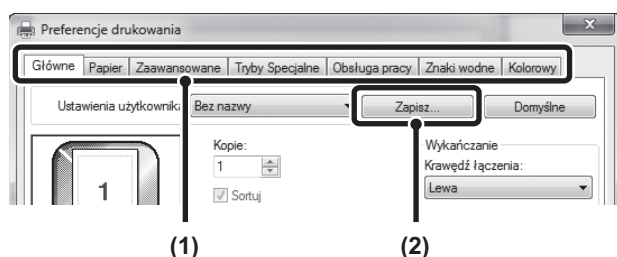 Preferencje drukowania
Główne Papier Zaawansowane Tryby Specjalne Obsługa pracy Znaki wodne Kolorowy
Ustawienia użytkownika Bez nazwy Zapisz... Domyślne
Kopie: Wykańczanie
1 Krawędź łączenia:
1 Sortuj Lewa
(1) (2)